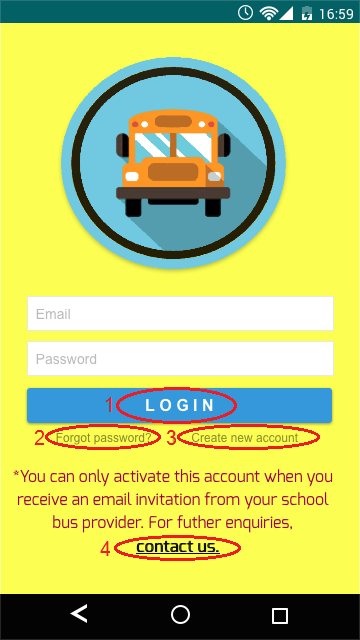 16:59
Email
Password
1 LOGIN
2 Forgot password? 3 Create new account
*You can only activate this account when you
receive an email invitation from your school
bus provider. For futher enquiries,
4 contact us.